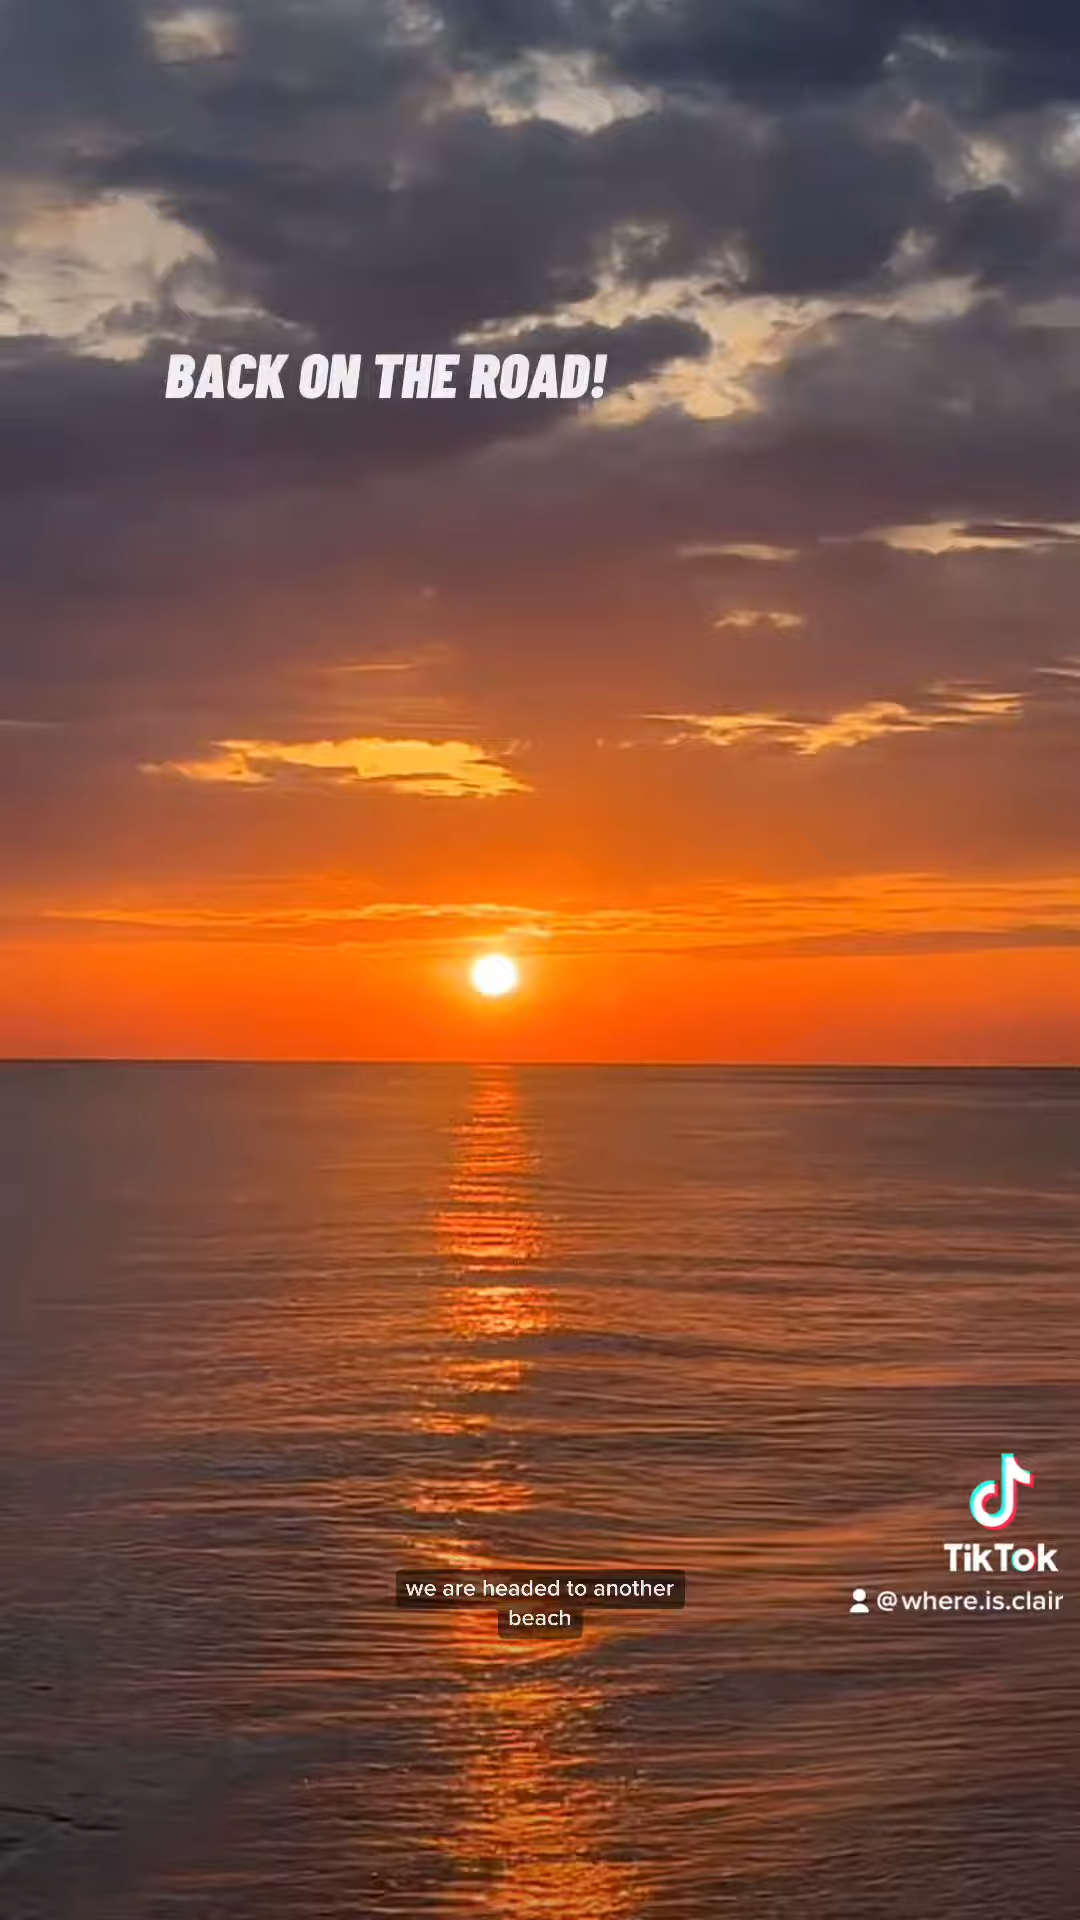 BACK ON THE ROAD!
TikTok
we are headed to another
beach
@where.is.clair